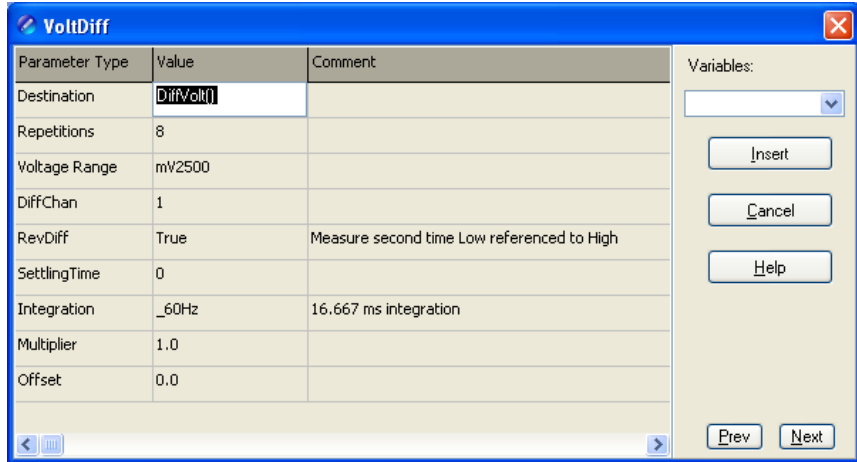 VoltDiff
Parameter Type Value Comment
Destination DiffVolt()
Repetitions 8
Voltage Range mV2500
DiffChan 1
RevDiff True Measure second time Low referenced to High
SettlingTime 0
Integration _60Hz 16.667 ms integration
Multiplier 1.0
Offset 0.0
Variables:
Insert
Cancel
Help
Prev Next